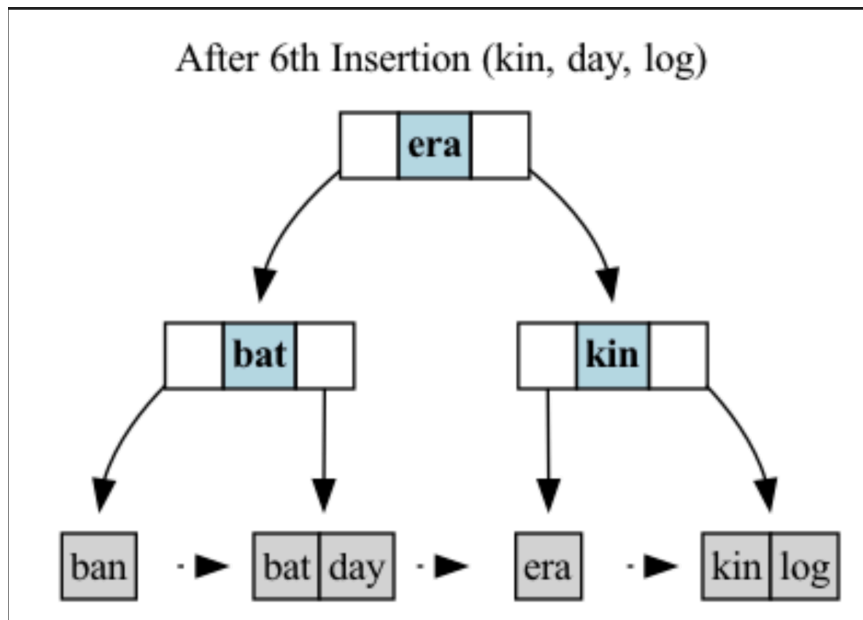 After 6th Insertion (kin, day, log)
era
bat kin
ban bat day era kin log